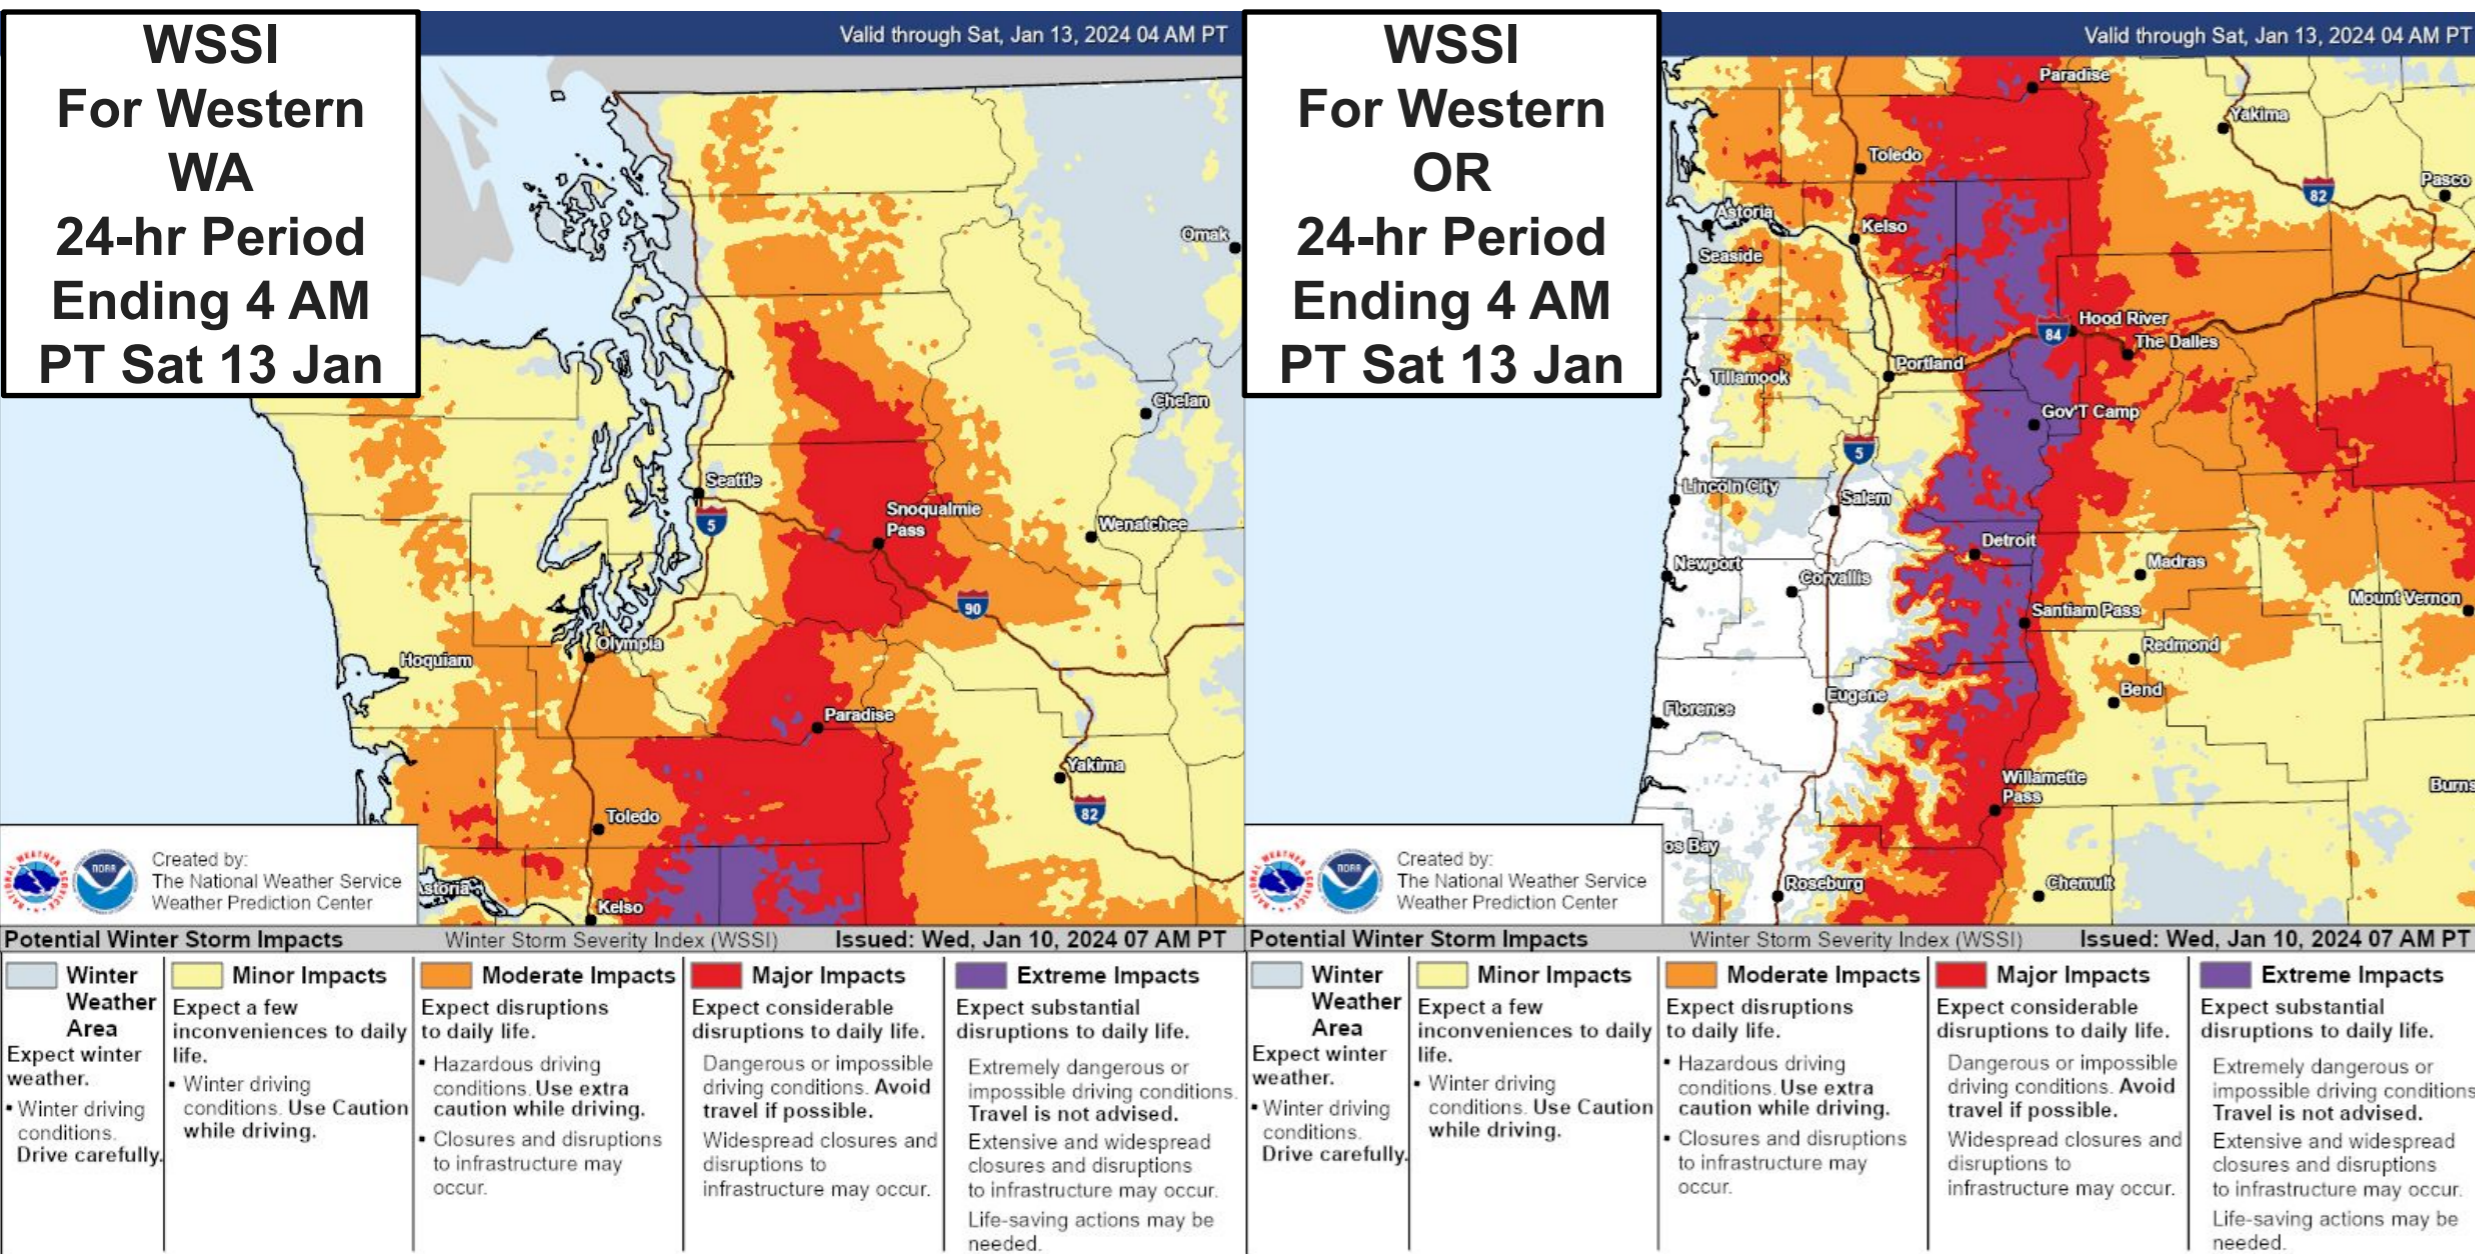 WSSI
For Western
WA
24-hr Period
Ending 4 AM
PT Sat 13 Jan
Valid through Sat, Jan 13, 2024 04 AM PT
Omak
Chelan
Seattle
5
Snoqualmie
Pass
Wenatchee
90
Olympia
Hoquiam
Paradise
Yakima
82
Toledo
Astoria
Kelso
NATIONAL WEATHER SERVICE
NOAA
Created by:
The National Weather Service
Weather Prediction Center
Potential Winter Storm Impacts
Winter Storm Severity Index (WSSI)
Issued: Wed, Jan 10, 2024 07 AM PT
Winter
Weather
Area
Expect winter
weather.
▪ Winter driving
conditions.
Drive carefully.
Minor Impacts
Expect a few
inconveniences to daily
life.
▪ Winter driving
conditions. Use Caution
while driving.
Moderate Impacts
Expect disruptions
to daily life.
▪ Hazardous driving
conditions. Use extra
caution while driving.
▪ Closures and disruptions
to infrastructure may
occur.
Major Impacts
Expect considerable
disruptions to daily life.
Dangerous or impossible
driving conditions. Avoid
travel if possible.
Widespread closures and
disruptions to
infrastructure may occur.
Extreme Impacts
Expect substantial
disruptions to daily life.
Extremely dangerous or
impossible driving conditions.
Travel is not advised.
Extensive and widespread
closures and disruptions
to infrastructure may occur.
Life-saving actions may be
needed.
WSSI
For Western
OR
24-hr Period
Ending 4 AM
PT Sat 13 Jan
Valid through Sat, Jan 13, 2024 04 AM PT
Paradise
Yakima
Toledo
Pasco
82
Astoria
Kelso
Seaside
Hood River
84
The Dalles
Portland
Tillamook
Gov'T Camp
5
Lincoln City
Salem
Detroit
Newport
Corvallis
Madras
Mount Vernon
Santiam Pass
Redmond
Bend
Eugene
Florence
Willamette
Pass
Burns
os Bay
Roseburg
Chemult
NATIONAL WEATHER SERVICE
NOAA
Created by:
The National Weather Service
Weather Prediction Center
Potential Winter Storm Impacts
Winter Storm Severity Index (WSSI)
Issued: Wed, Jan 10, 2024 07 AM PT
Winter
Weather
Area
Expect winter
weather.
▪ Winter driving
conditions.
Drive carefully.
Minor Impacts
Expect a few
inconveniences to daily
life.
▪ Winter driving
conditions. Use Caution
while driving.
Moderate Impacts
Expect disruptions
to daily life.
▪ Hazardous driving
conditions. Use extra
caution while driving.
▪ Closures and disruptions
to infrastructure may
occur.
Major Impacts
Expect considerable
disruptions to daily life.
Dangerous or impossible
driving conditions. Avoid
travel if possible.
Widespread closures and
disruptions to
infrastructure may occur.
Extreme Impacts
Expect substantial
disruptions to daily life.
Extremely dangerous or
impossible driving conditions
Travel is not advised.
Extensive and widespread
closures and disruptions
to infrastructure may occur.
Life-saving actions may be
needed.